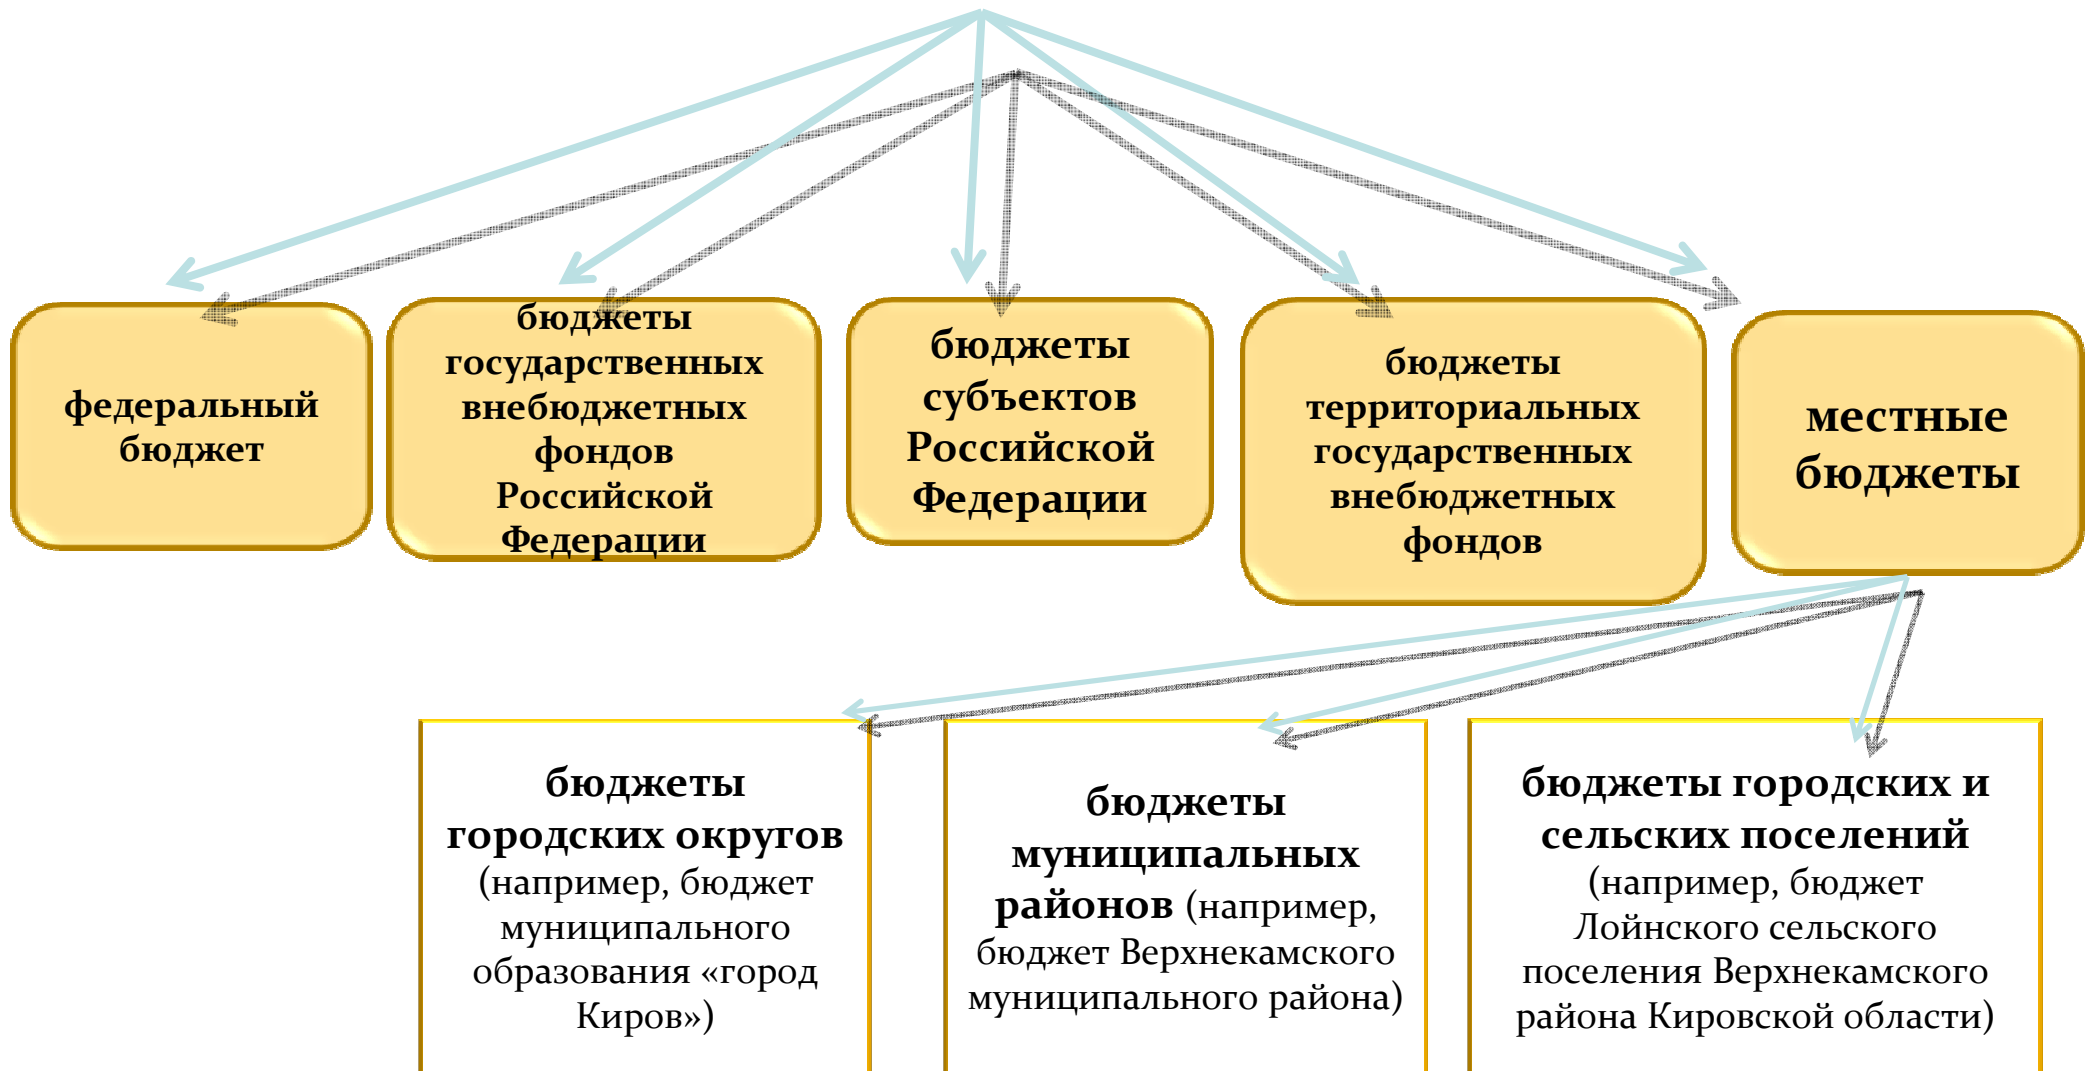 федеральный
бюджет
бюджеты
государственных
внебюджетных
фондов
Российской
Федерации
бюджеты
субъектов
Российской
Федерации
бюджеты
территориальных
государственных
внебюджетных
фондов
местные
бюджеты
бюджеты
городских округов
(например, бюджет
муниципального
образования «город
Киров»)
бюджеты
муниципальных
районов (например,
бюджет Верхнекамского
муниципального района)
бюджеты городских и
сельских поселений
(например, бюджет
Лойнского сельского
поселения Верхнекамского
района Кировской области)